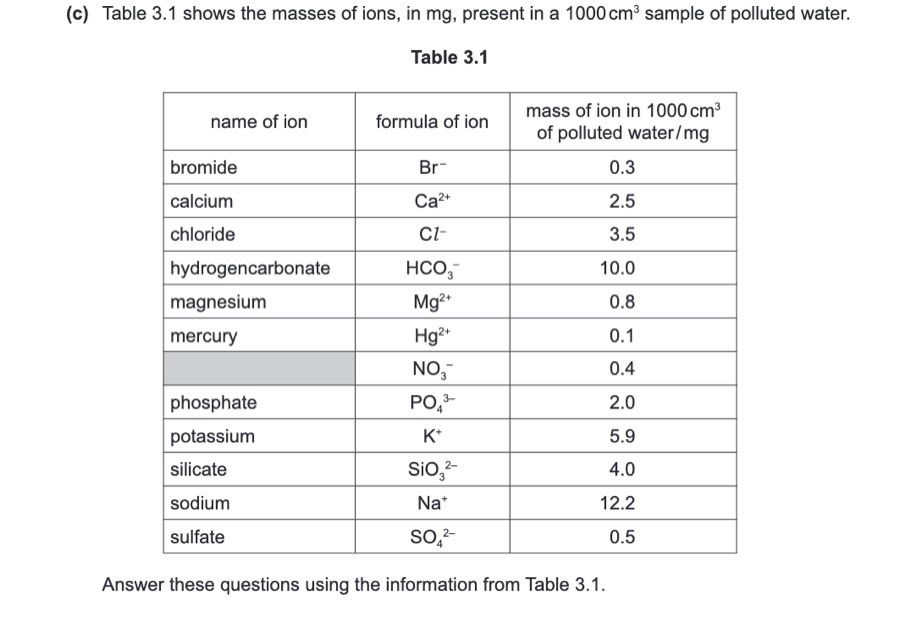 (c) Table 3.1 shows the masses of ions, in mg, present in a 1000 cm³ sample of polluted water.
Table 3.1
name of ion formula of ion mass of ion in 1000 cm³ of polluted water / mg
bromide Br⁻ 0.3
calcium Ca²⁺ 2.5
chloride Cl⁻ 3.5
hydrogencarbonate HCO₃⁻ 10.0
magnesium Mg²⁺ 0.8
mercury Hg²⁺ 0.1
NO₃⁻ 0.4
phosphate PO₄³⁻ 2.0
potassium K⁺ 5.9
silicate SiO₃²⁻ 4.0
sodium Na⁺ 12.2
sulfate SO₄²⁻ 0.5
Answer these questions using the information from Table 3.1.